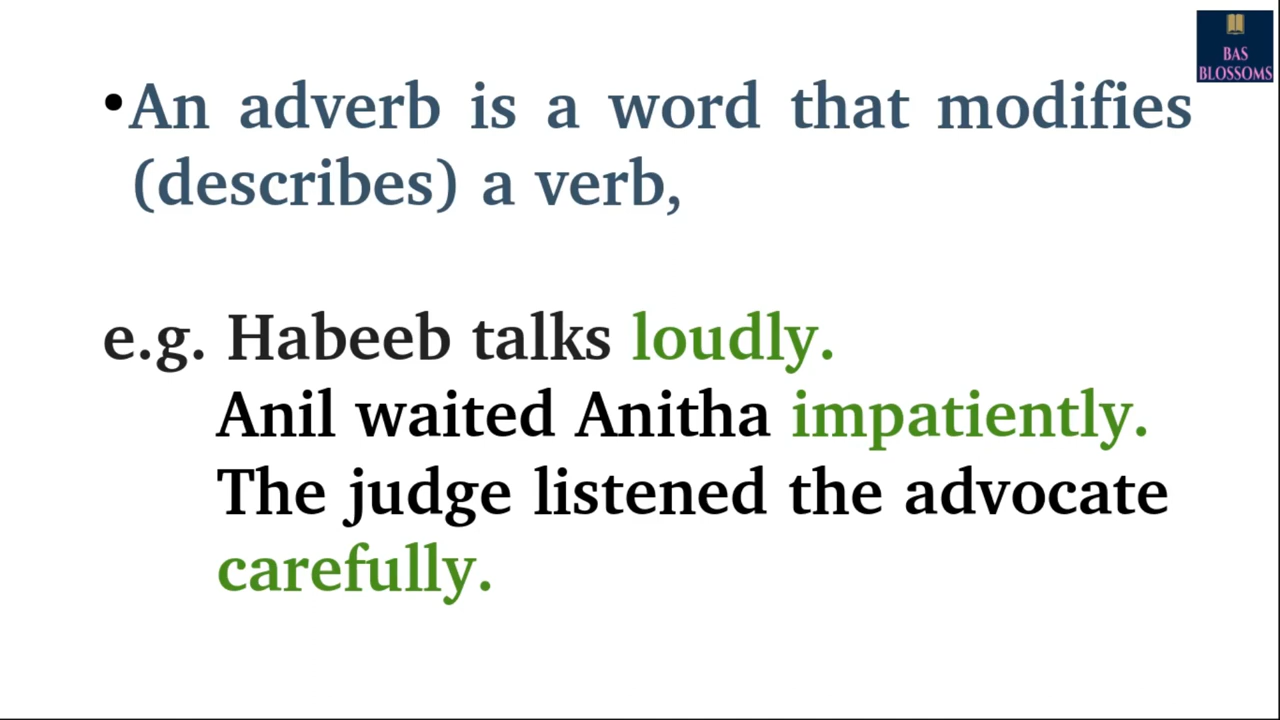 BAS
BLOSSOMS
•An adverb is a word that modifies
(describes) a verb,
e.g. Habeeb talks loudly.
Anil waited Anitha impatiently.
The judge listened the advocate
carefully.